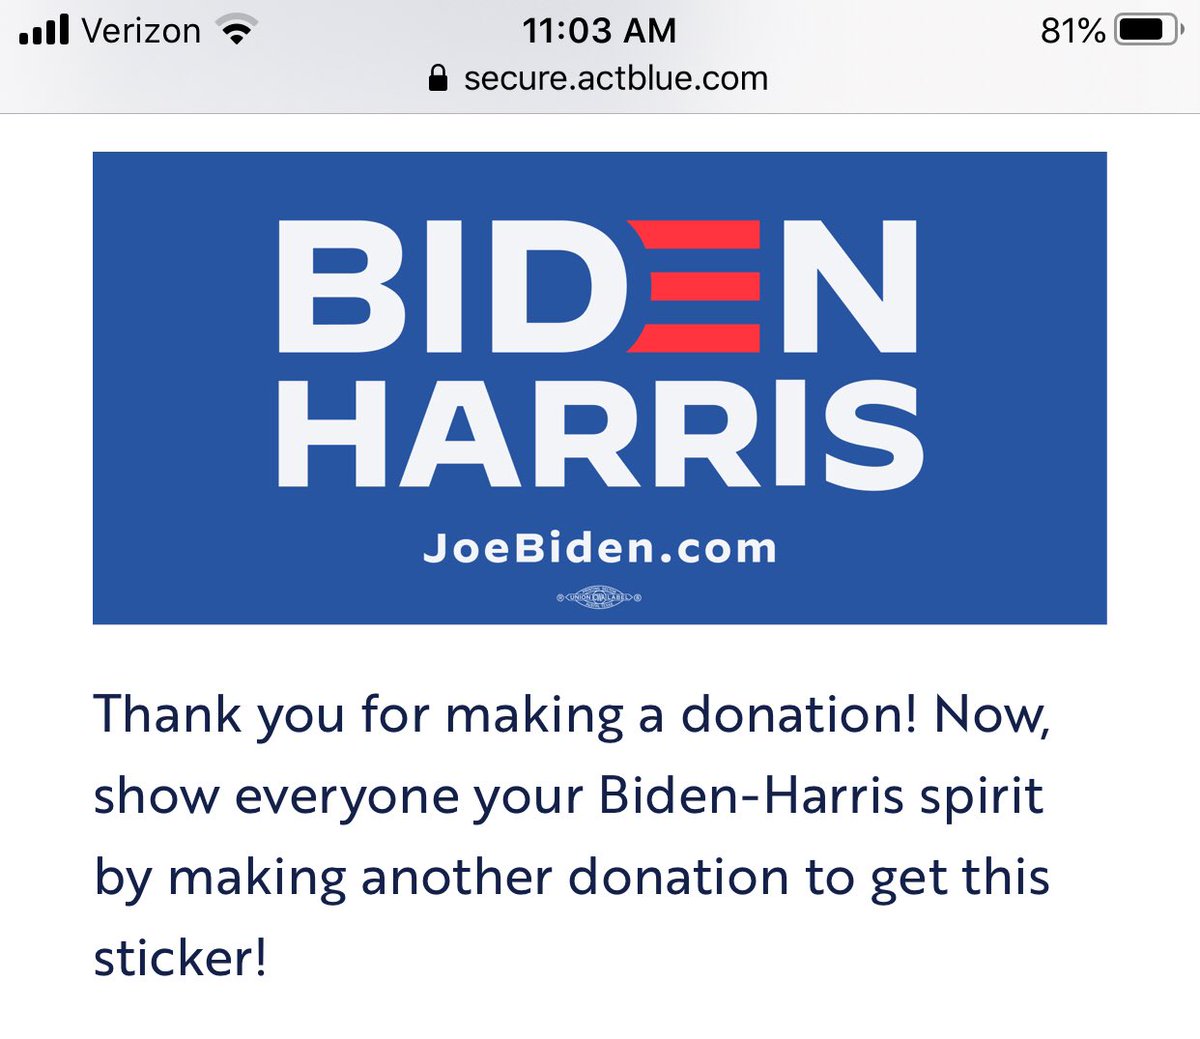 Verizon 11:03 AM 81%
secure.actblue.com
BIDEN
HARRIS
JoeBiden.com
UNION LABEL
Thank you for making a donation! Now,
show everyone your Biden-Harris spirit
by making another donation to get this
sticker!